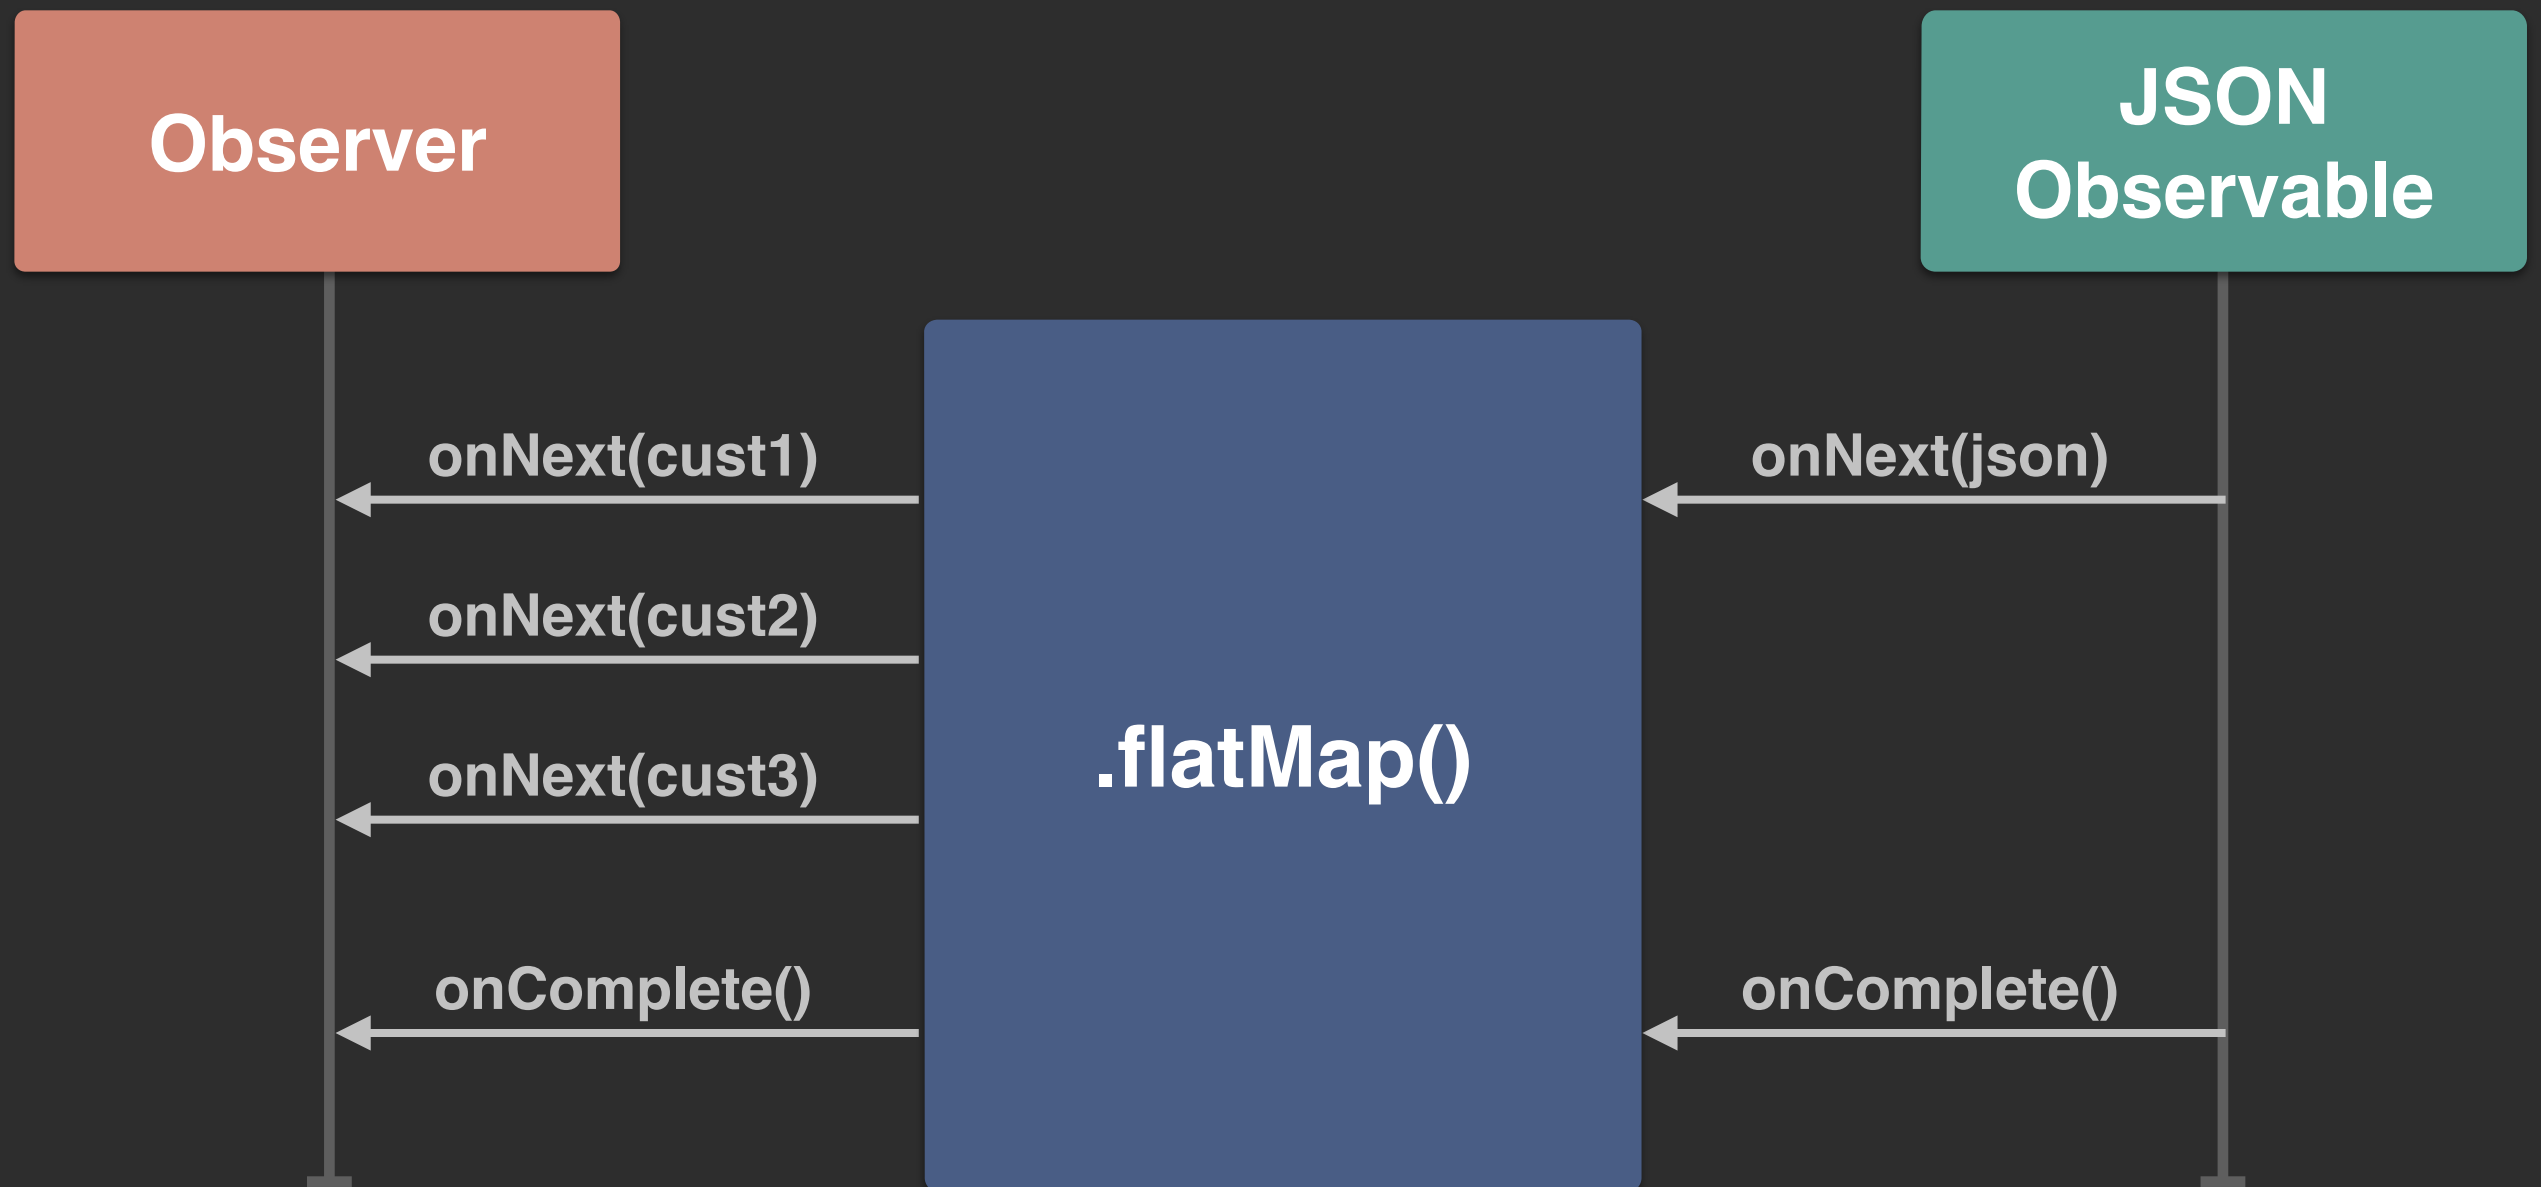 Observer
JSON
Observable
onNext(cust1)
onNext(json)
onNext(cust2)
onNext(cust3)
.flatMap()
onComplete()
onComplete()